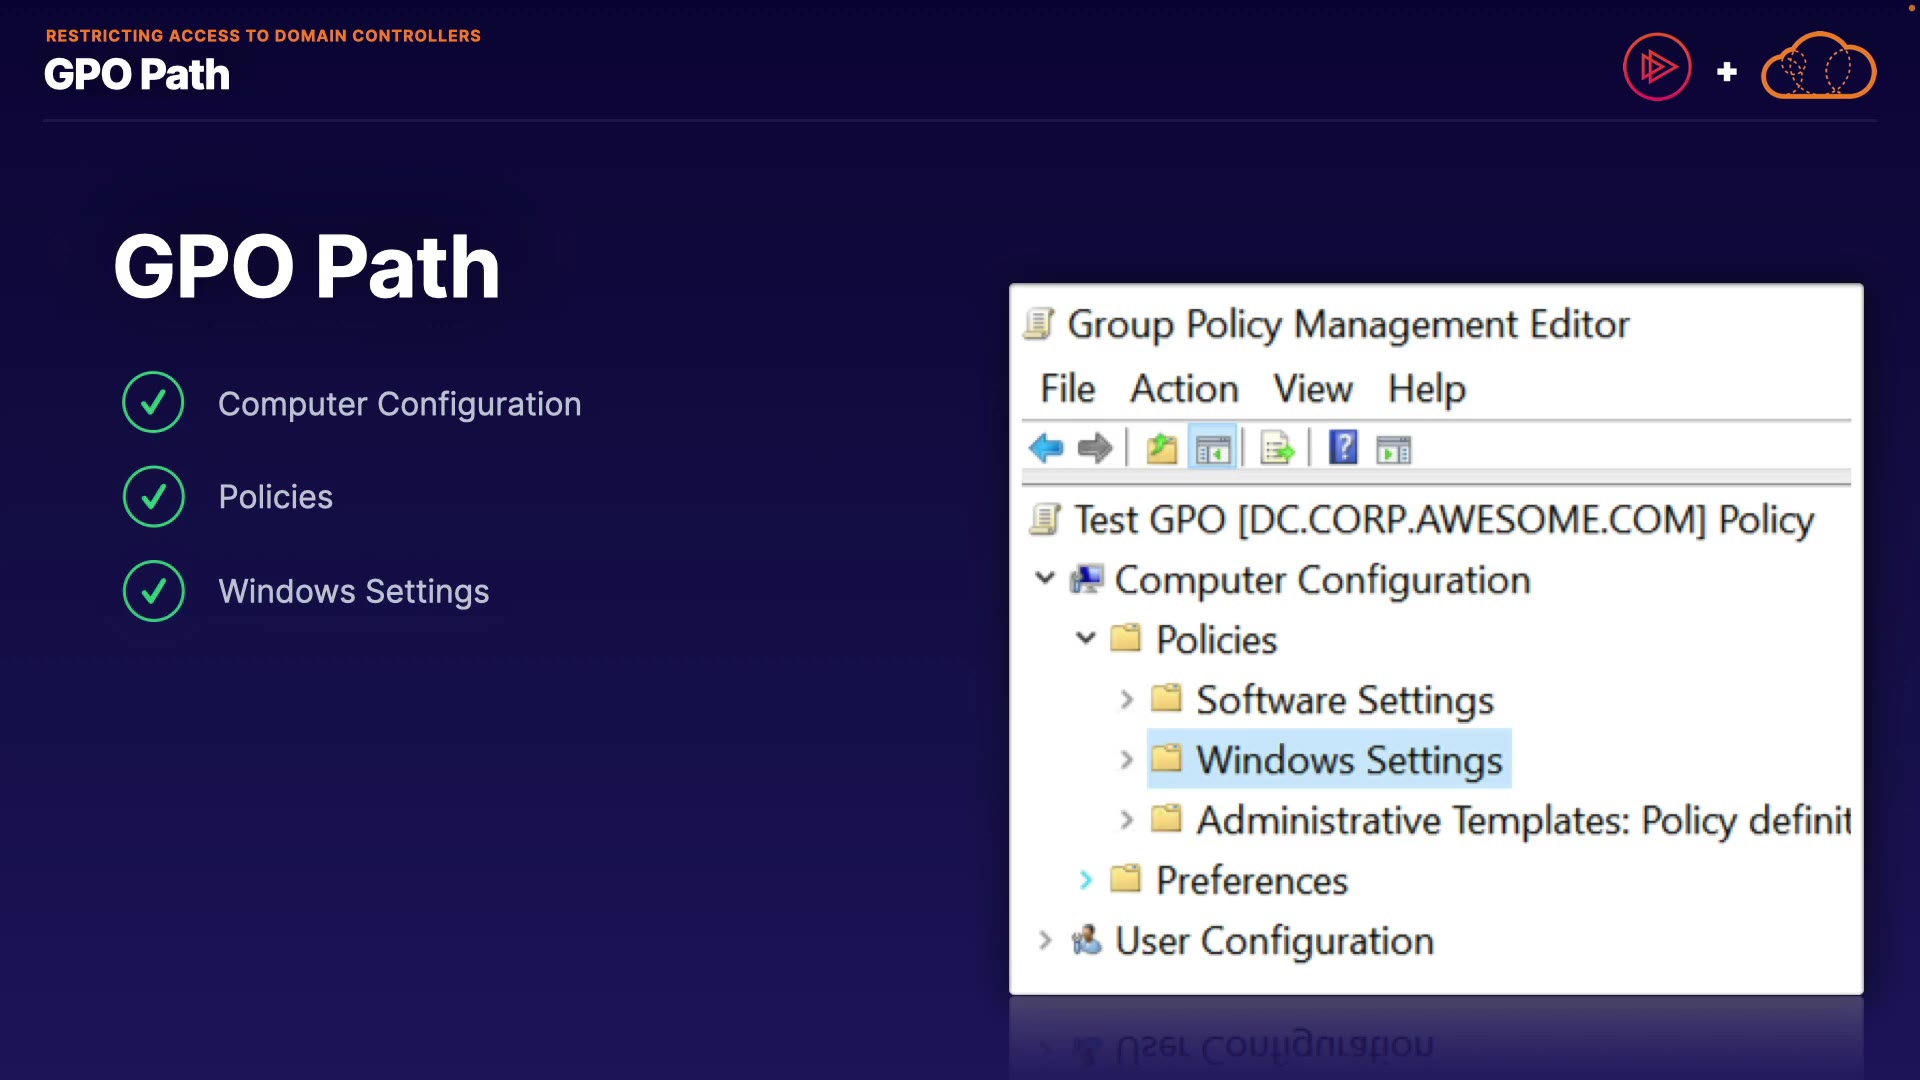 RESTRICTING ACCESS TO DOMAIN CONTROLLERS
GPO Path
GPO Path
Computer Configuration
Policies
Windows Settings
Group Policy Management Editor
File Action View Help
Test GPO [DC.CORP.AWESOME.COM] Policy
Computer Configuration
Policies
Software Settings
Windows Settings
Administrative Templates: Policy definit
Preferences
User Configuration